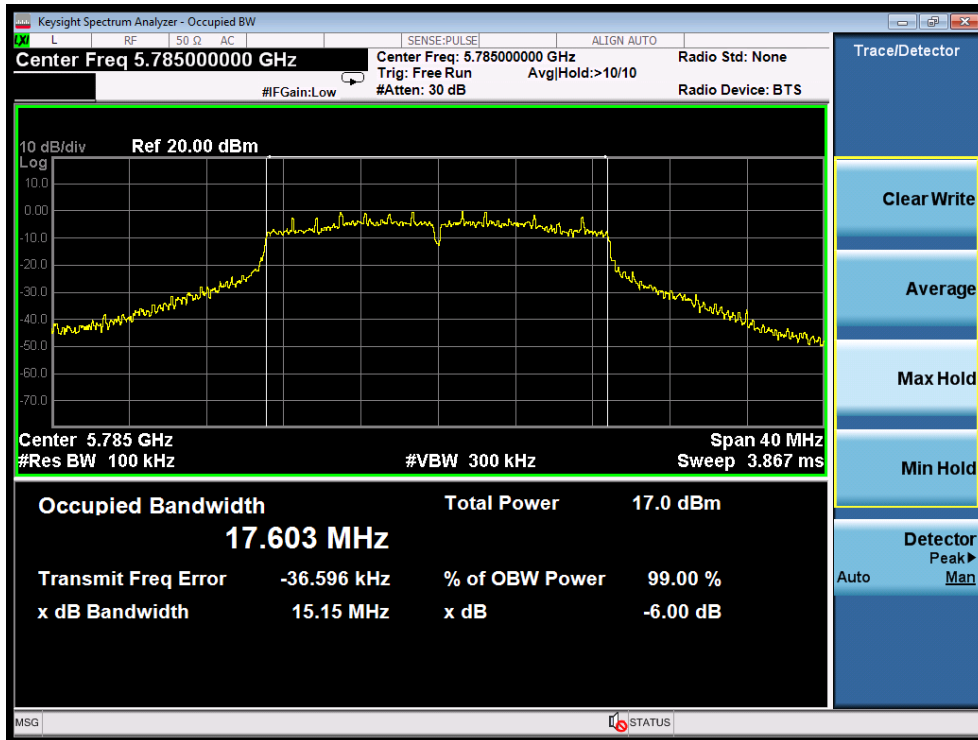 Keysight Spectrum Analyzer - Occupied BW
LXI L RF 50 Ω AC SENSE:PULSE ALIGN AUTO
Center Freq 5.785000000 GHz
Center Freq: 5.785000000 GHz Radio Std: None
Trig: Free Run Avg|Hold:>10/10
#IFGain:Low #Atten: 30 dB Radio Device: BTS
Trace/Detector
10 dB/div Ref 20.00 dBm
Log
10.0
0.00
-10.0
-20.0
-30.0
-40.0
-50.0
-60.0
-70.0
Center 5.785 GHz Span 40 MHz
#Res BW 100 kHz #VBW 300 kHz Sweep 3.867 ms
Occupied Bandwidth Total Power 17.0 dBm
17.603 MHz
Transmit Freq Error -36.596 kHz % of OBW Power 99.00 %
x dB Bandwidth 15.15 MHz x dB -6.00 dB
Clear Write
Average
Max Hold
Min Hold
Detector
Peak▶
Auto Man
MSG STATUS